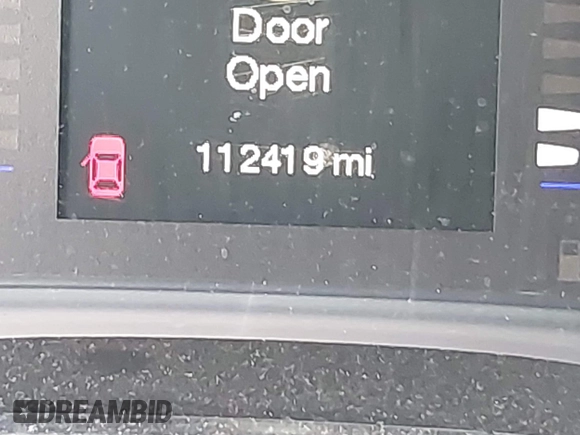 Door
Open
112419 mi
DREAMBID